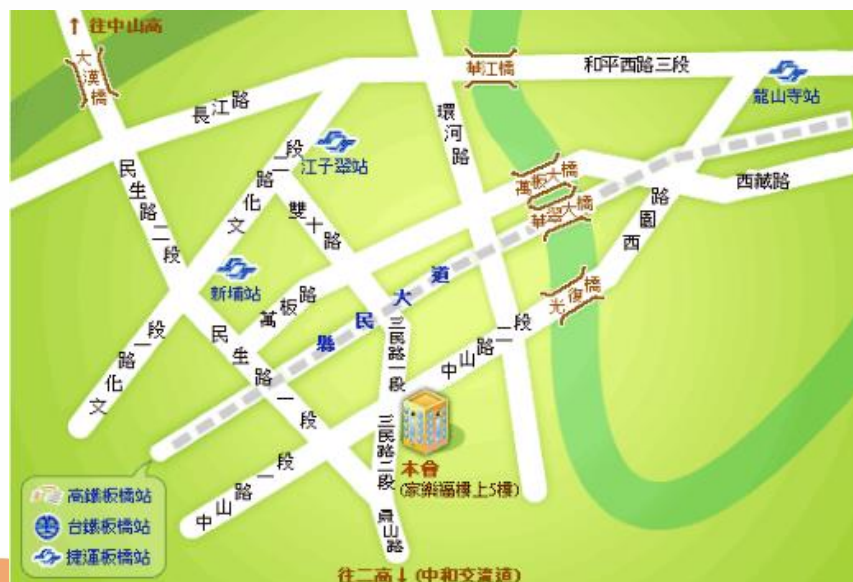 ↑ 往中山高
大漢橋
華江橋
和平西路三段
龍山寺站
長江路
環河路
江子翠站
文化路二段
民生路二段
雙十路
萬板大橋
華翠大橋
西藏路
西園路
新埔站
萬板路
縣民大道
光復橋
文化路一段
民生路一段
三民路一段
中山路二段
三民路二段
本會
(家樂福樓上5樓)
中山路一段
員山路
高鐵板橋站
台鐵板橋站
捷運板橋站
往二高↓(中和交流道)